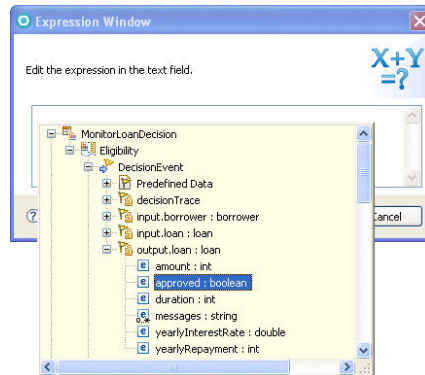 Expression Window
X+Y
=?
Edit the expression in the text field.
MonitorLoanDecision
Eligibility
DecisionEvent
Predefined Data
decisionTrace
input.borrower : borrower
input.loan : loan
output.loan : loan
amount : int
approved : boolean
duration : int
messages : string
yearlyInterestRate : double
yearlyRepayment : int
Cancel